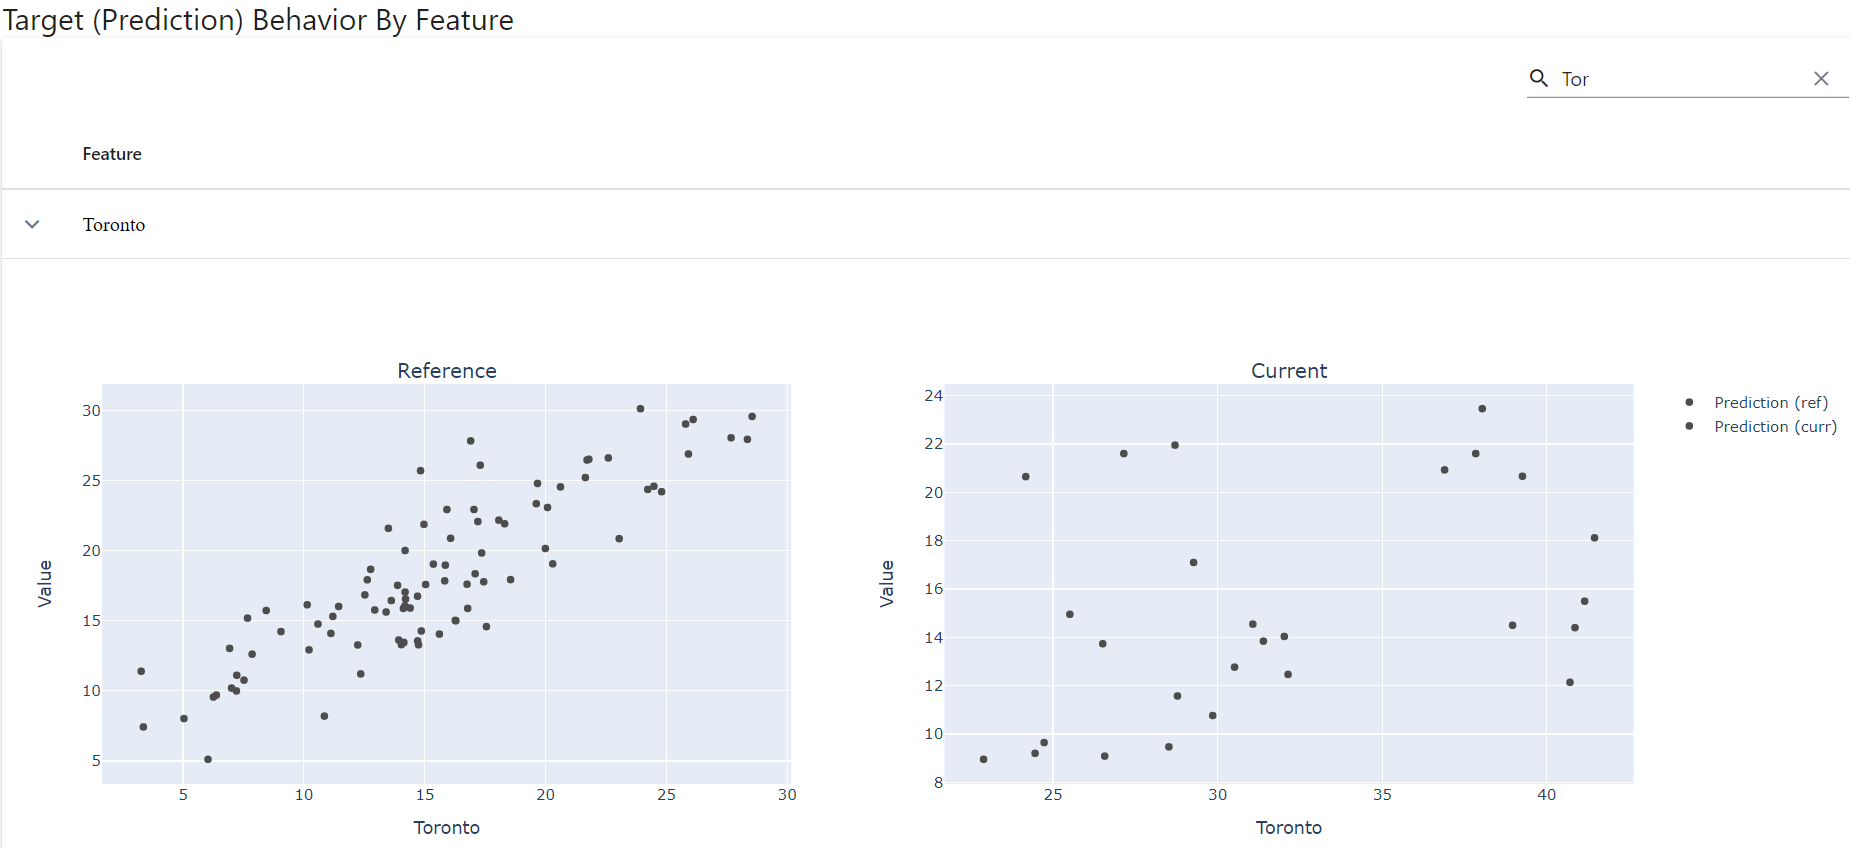 Target (Prediction) Behavior By Feature
Tor
Feature
Toronto
Reference
Current
30
25
20
15
10
5
Value
5 10 15 20 25 30
Toronto
24
22
20
18
16
14
12
10
8
Value
25 30 35 40
Toronto
Prediction (ref)
Prediction (curr)